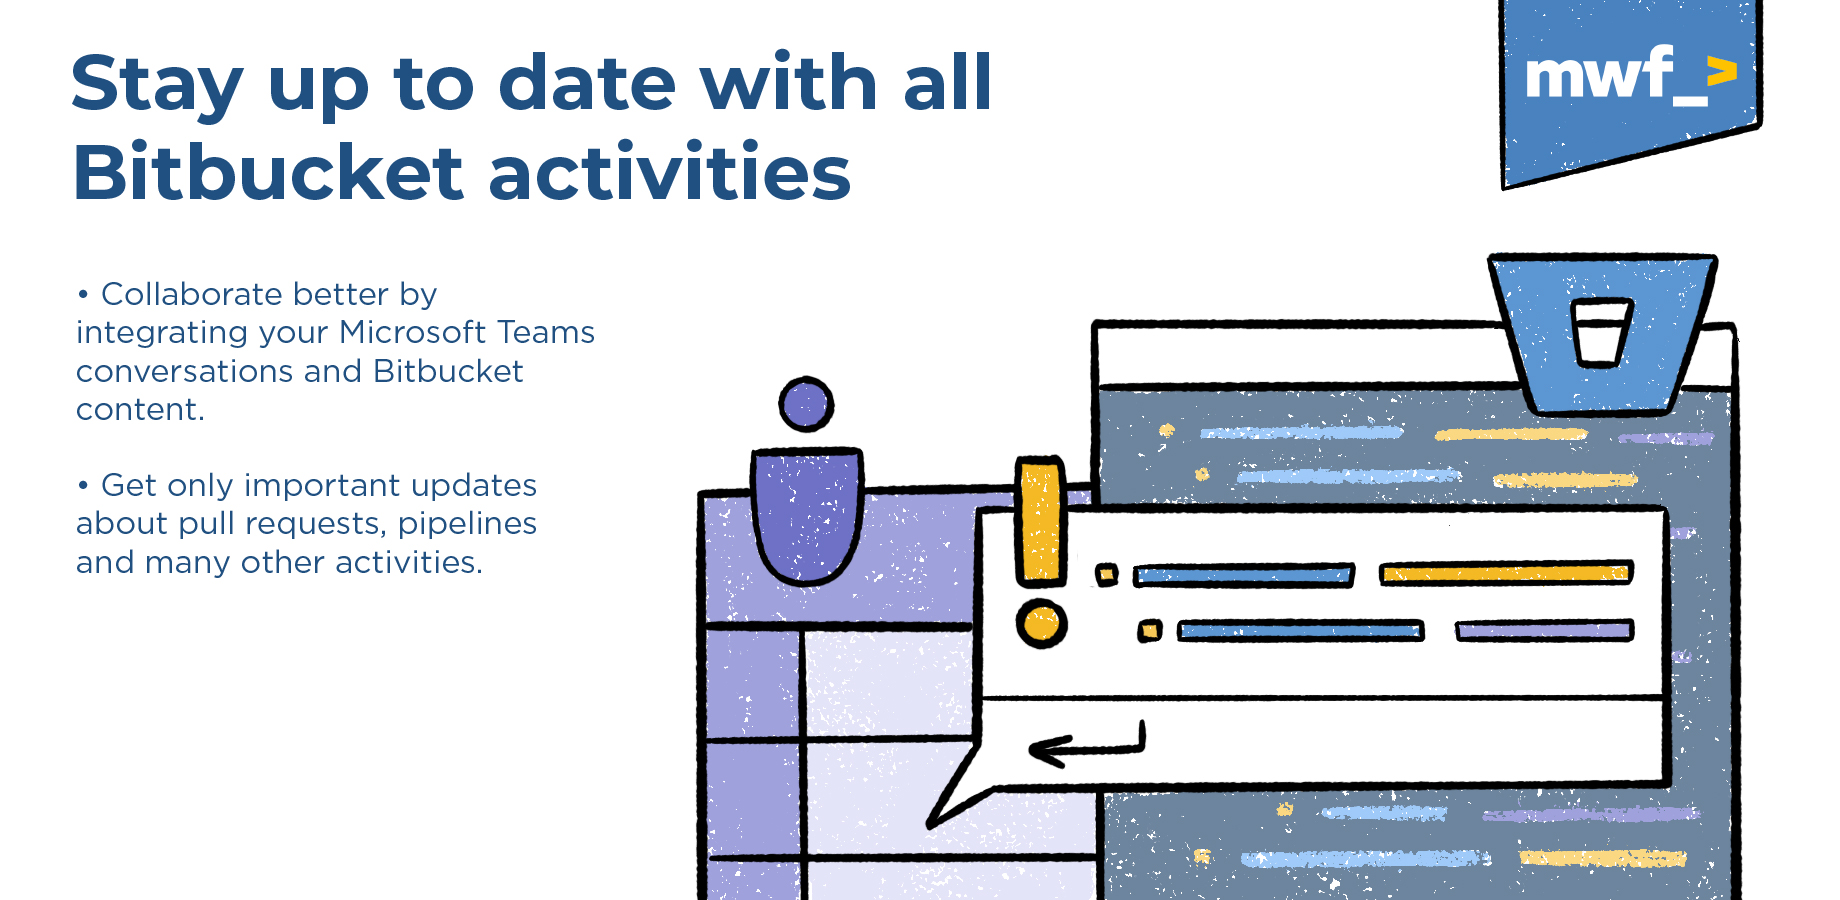 Stay up to date with all
Bitbucket activities
mwf_>
• Collaborate better by
integrating your Microsoft Teams
conversations and Bitbucket
content.
• Get only important updates
about pull requests, pipelines
and many other activities.